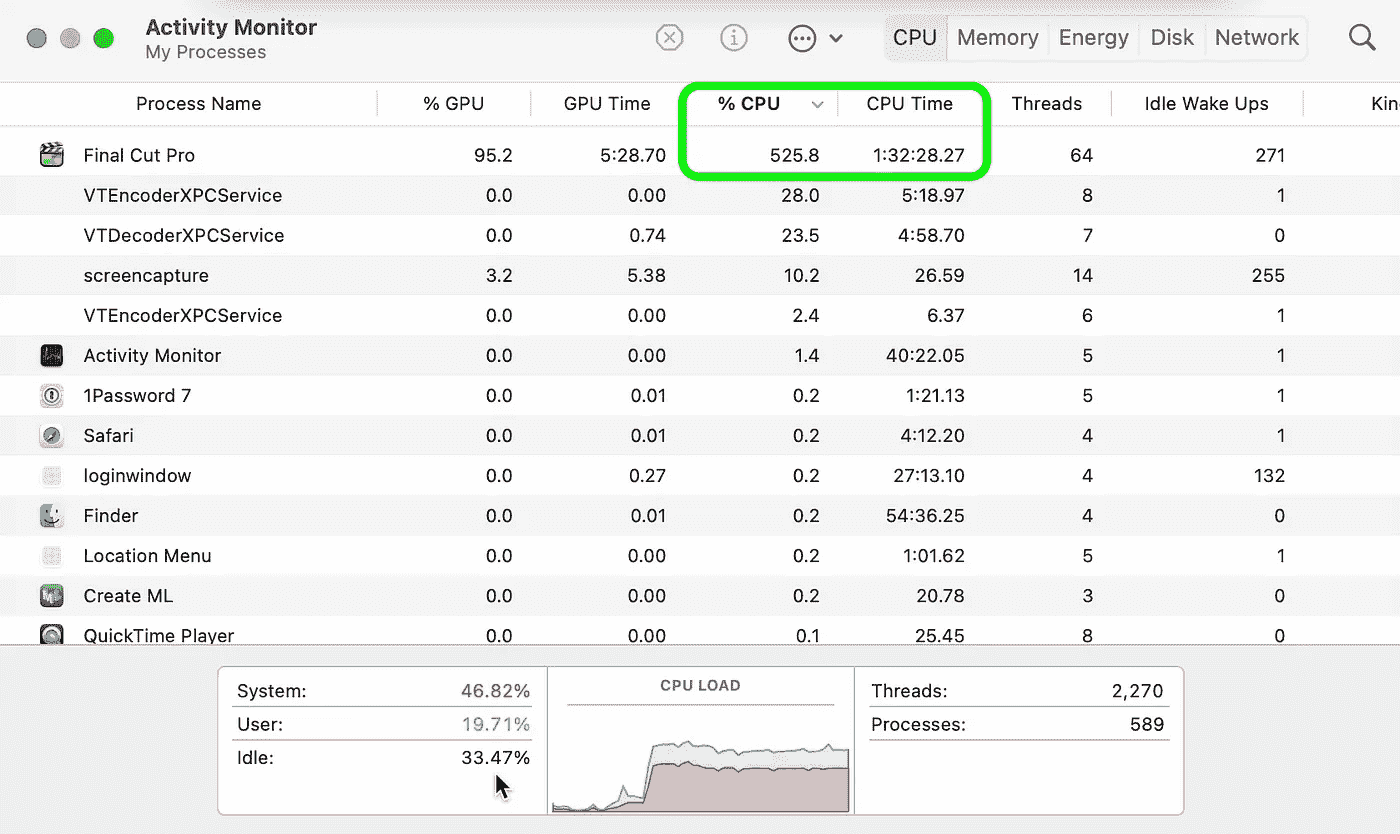 Activity Monitor
My Processes
CPU Memory Energy Disk Network
Process Name % GPU GPU Time % CPU CPU Time Threads Idle Wake Ups Kin
Final Cut Pro 95.2 5:28.70 525.8 1:32:28.27 64 271
VTEncoderXPCService 0.0 0.00 28.0 5:18.97 8 1
VTDecoderXPCService 0.0 0.74 23.5 4:58.70 7 0
screencapture 3.2 5.38 10.2 26.59 14 255
VTEncoderXPCService 0.0 0.00 2.4 6.37 6 1
Activity Monitor 0.0 0.00 1.4 40:22.05 5 1
1Password 7 0.0 0.01 0.2 1:21.13 5 1
Safari 0.0 0.01 0.2 4:12.20 4 1
loginwindow 0.0 0.27 0.2 27:13.10 4 132
Finder 0.0 0.01 0.2 54:36.25 4 0
Location Menu 0.0 0.00 0.2 1:01.62 5 1
Create ML 0.0 0.00 0.2 20.78 3 0
QuickTime Player 0.0 0.00 0.1 25.45 8 0
System: 46.82%
User: 19.71%
Idle: 33.47%
CPU LOAD
Threads: 2,270
Processes: 589